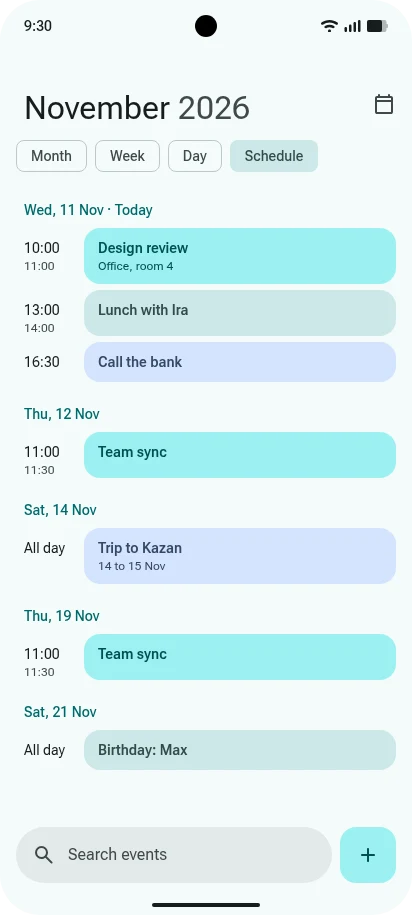 9:30
November 2026
Month Week Day Schedule
Wed, 11 Nov · Today
10:00 Design review
11:00 Office, room 4
13:00 Lunch with Ira
14:00
16:30 Call the bank
Thu, 12 Nov
11:00 Team sync
11:30
Sat, 14 Nov
All day Trip to Kazan
14 to 15 Nov
Thu, 19 Nov
11:00 Team sync
11:30
Sat, 21 Nov
All day Birthday: Max
Search events